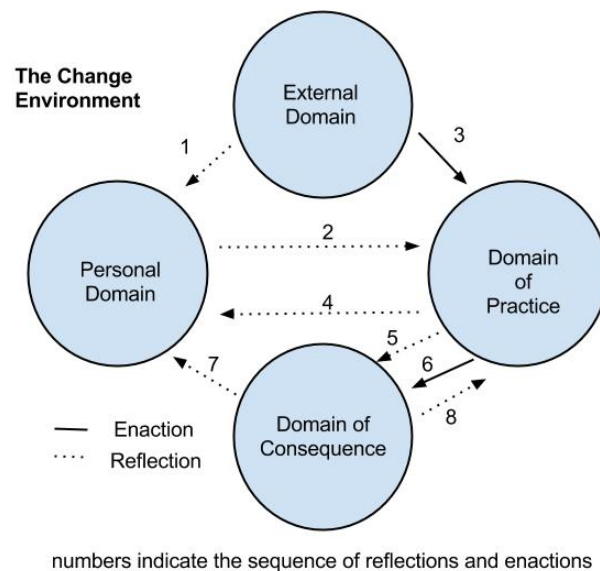 The Change
Environment
External
Domain
1
3
2
Personal
Domain
Domain
of
Practice
4
5
6
7
8
Domain of
Consequence
Enaction
Reflection
numbers indicate the sequence of reflections and enactions